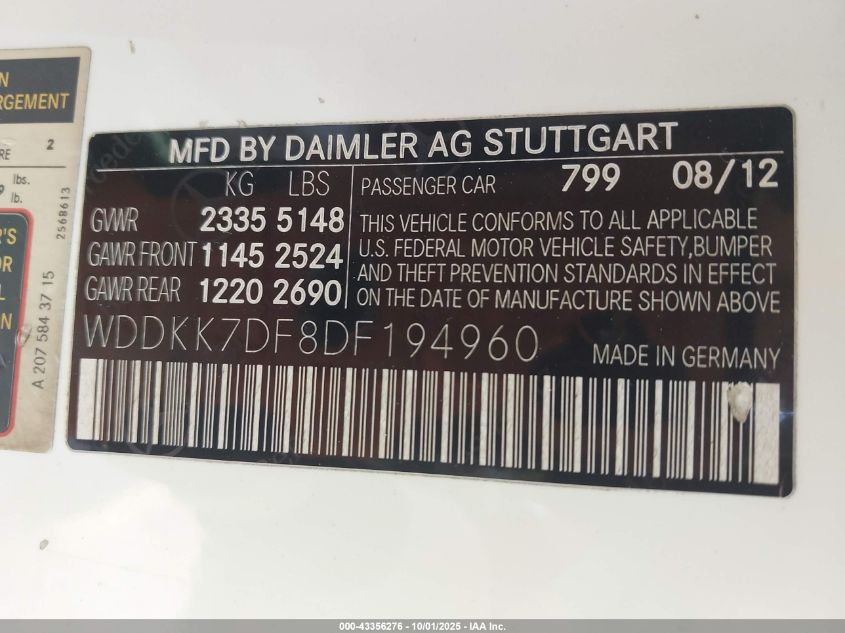 N
RGEMENT
RE 2
9 lbs.
lb.
R'S
OR
L
N
2568613
A 207 584 37 15
MFD BY DAIMLER AG STUTTGART
KG LBS
GVWR 2335 5148
GAWR FRONT 1145 2524
GAWR REAR 1220 2690
PASSENGER CAR 799 08/12
THIS VEHICLE CONFORMS TO ALL APPLICABLE
U.S. FEDERAL MOTOR VEHICLE SAFETY,BUMPER
AND THEFT PREVENTION STANDARDS IN EFFECT
ON THE DATE OF MANUFACTURE SHOWN ABOVE
WDDKK7DF8DF194960 MADE IN GERMANY
000-43356276 - 10/01/2025 - IAA Inc.